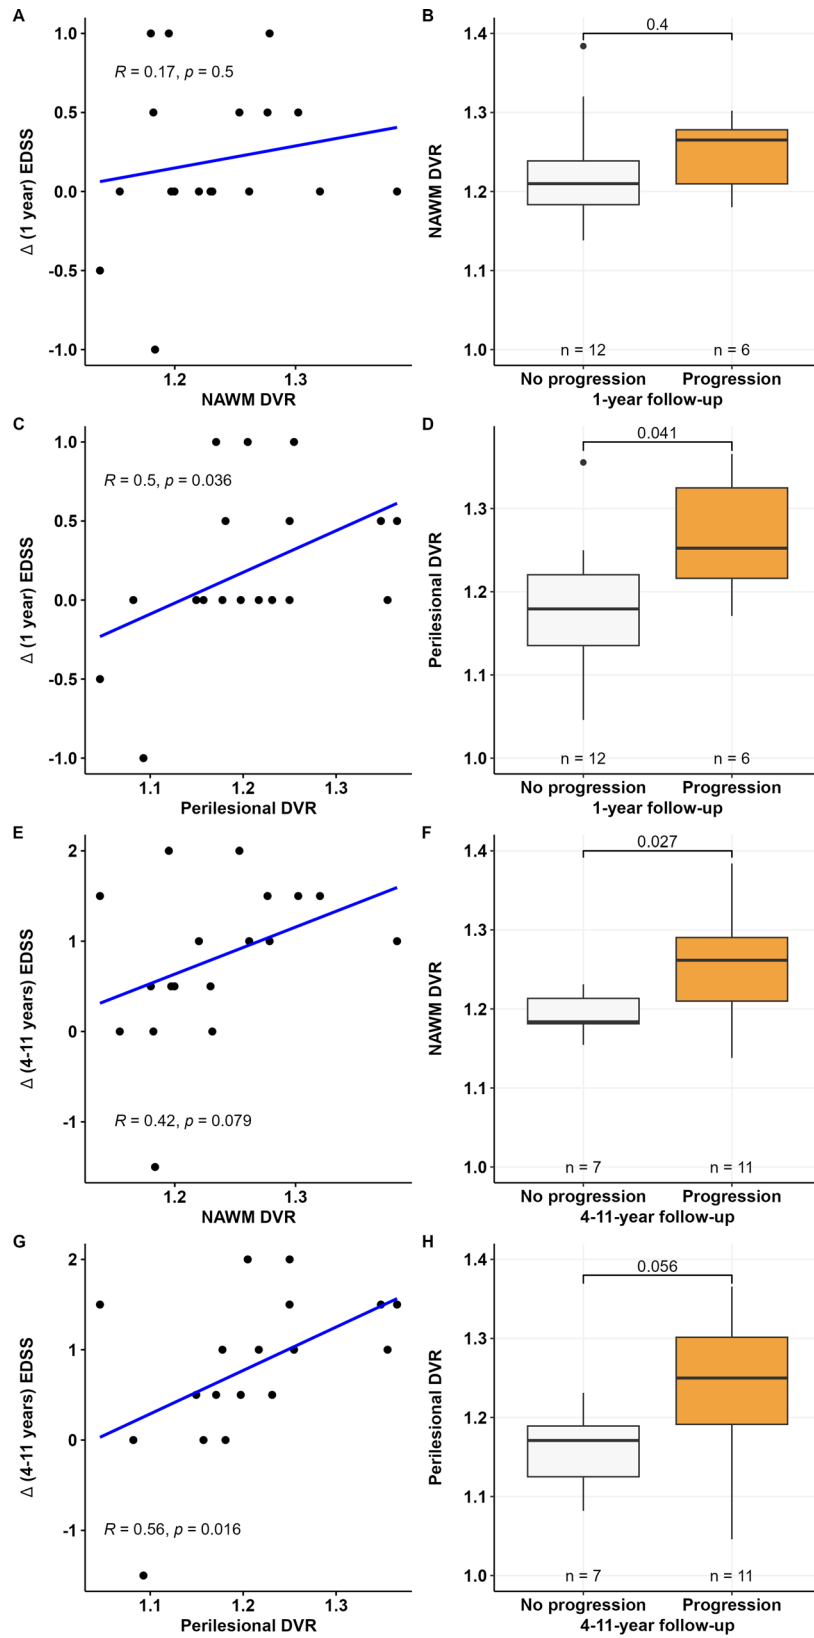 A
Δ (1 year) EDSS
1.0
0.5
0.0
-0.5
-1.0
R = 0.17, p = 0.5
1.2 1.3
NAWM DVR
B
NAWM DVR
1.4
1.3
1.2
1.1
1.0
0.4
n = 12 n = 6
No progression Progression
1-year follow-up
C
Δ (1 year) EDSS
1.0
0.5
0.0
-0.5
-1.0
R = 0.5, p = 0.036
1.1 1.2 1.3
Perilesional DVR
D
Perilesional DVR
1.3
1.2
1.1
1.0
0.041
n = 12 n = 6
No progression Progression
1-year follow-up
E
Δ (4-11 years) EDSS
2
1
0
-1
R = 0.42, p = 0.079
1.2 1.3
NAWM DVR
F
NAWM DVR
1.4
1.3
1.2
1.1
1.0
0.027
n = 7 n = 11
No progression Progression
4-11-year follow-up
G
Δ (4-11 years) EDSS
2
1
0
-1
R = 0.56, p = 0.016
1.1 1.2 1.3
Perilesional DVR
H
Perilesional DVR
1.4
1.3
1.2
1.1
1.0
0.056
n = 7 n = 11
No progression Progression
4-11-year follow-up